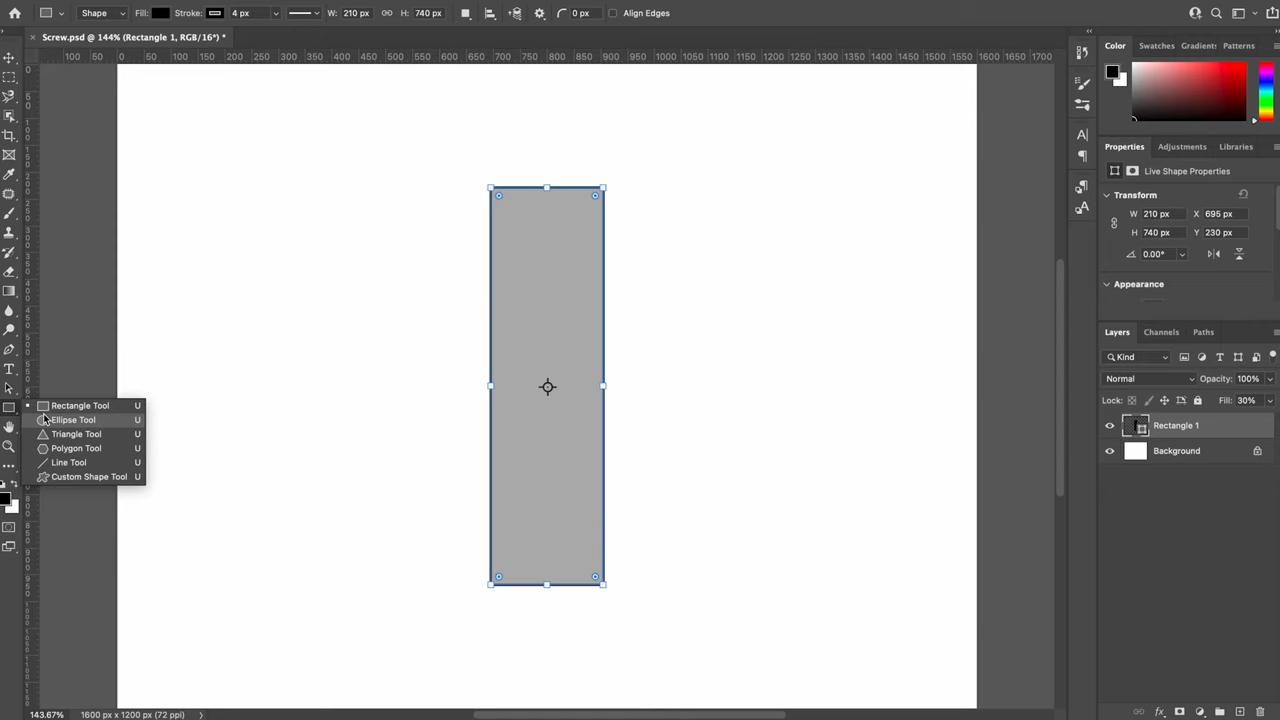 Shape Fill: Stroke: 4 px W: 210 px H: 740 px 0 px Align Edges
× Screw.psd @ 144% (Rectangle 1, RGB/16*) *
100 50 0 50 100 150 200 250 300 350 400 450 500 550 600 650 700 750 800 850 900 950 1000 1050 1100 1150 1200 1250 1300 1350 1400 1450 1500 1550 1600 1650 1700
Color Swatches Gradients Patterns
Properties Adjustments Libraries
Live Shape Properties
Transform
W 210 px X 695 px
H 740 px Y 230 px
0.00°
Appearance
Layers Channels Paths
Kind
Normal Opacity: 100%
Lock: Fill: 30%
Rectangle 1
Background
Rectangle Tool U
Ellipse Tool U
Triangle Tool U
Polygon Tool U
Line Tool U
Custom Shape Tool U
143.67% 1600 px x 1200 px (72 ppi)